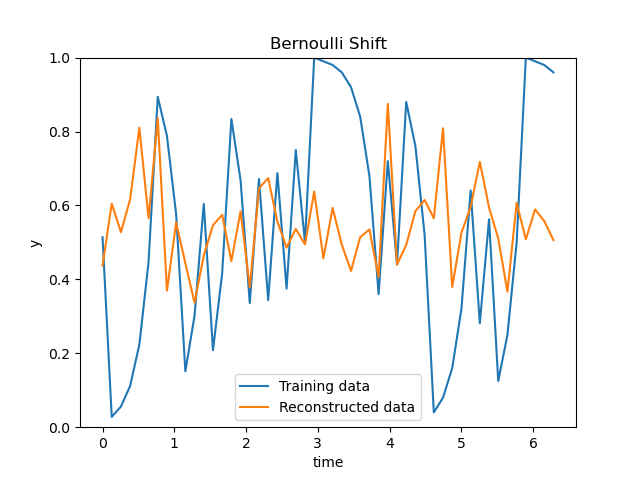 Bernoulli Shift
1.0
0.8
0.6
0.4
0.2
0.0
y
0 1 2 3 4 5 6
time
Training data
Reconstructed data